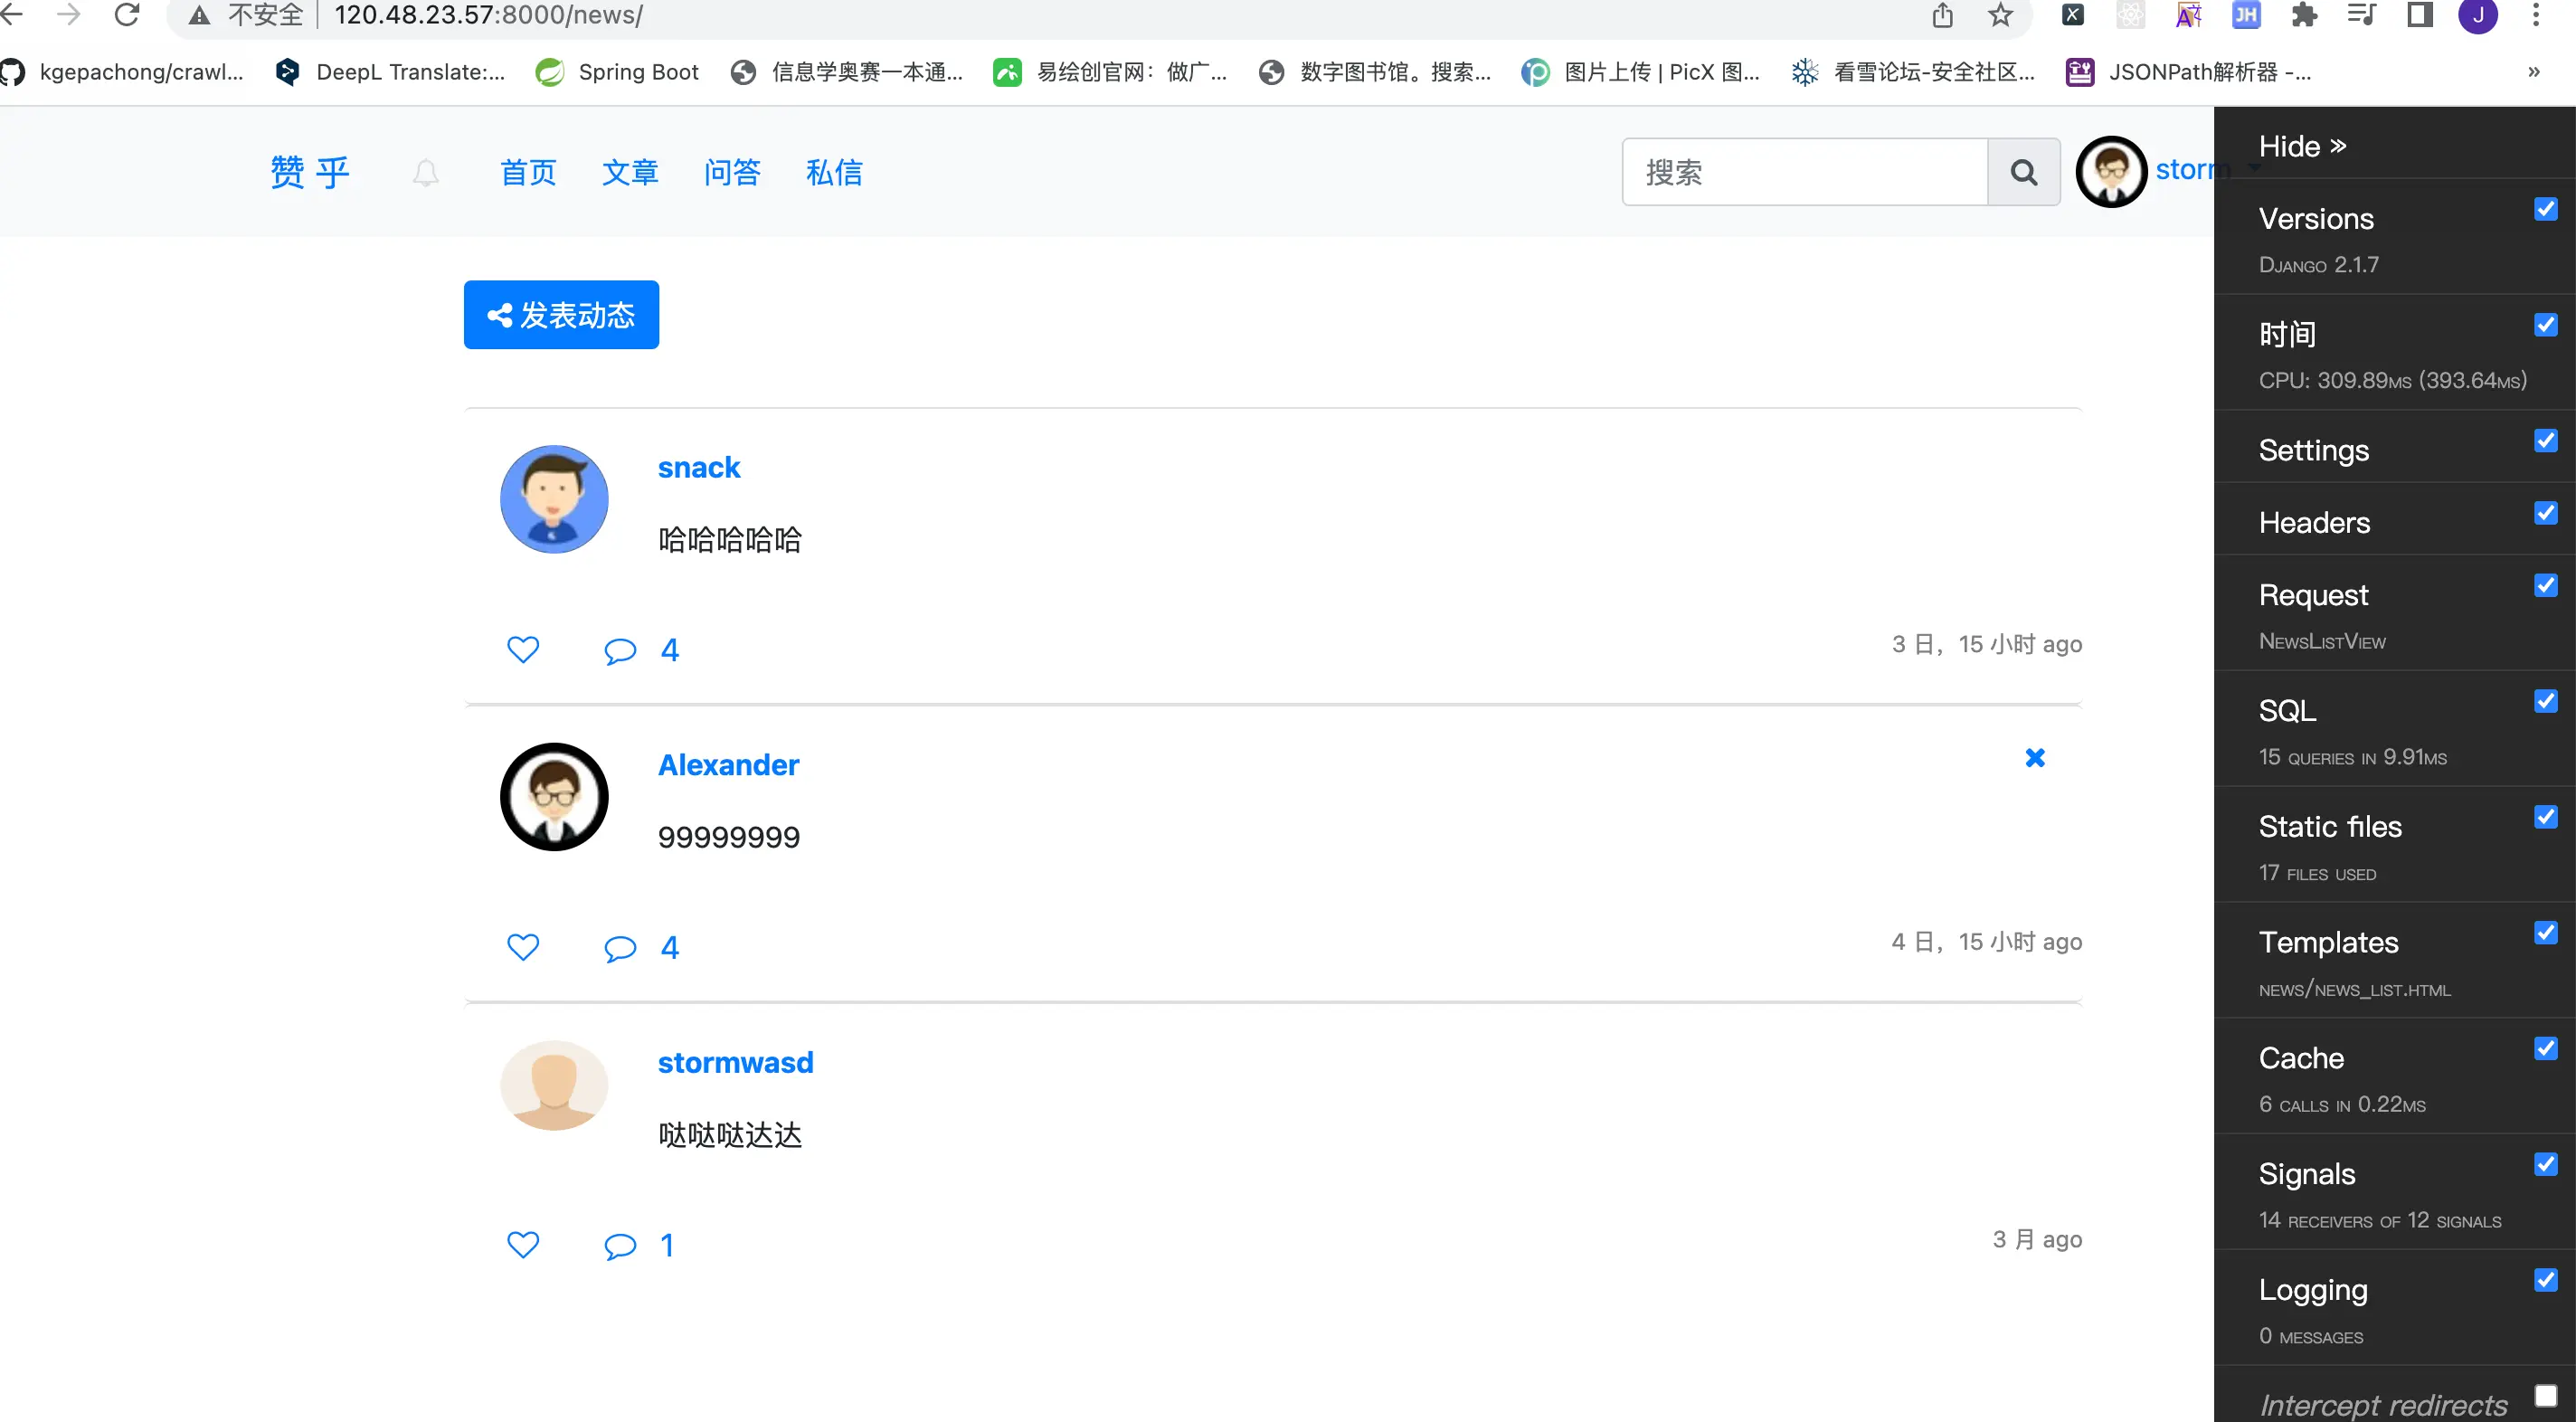 不安全 120.48.23.57:8000/news/
kgepachong/crawl... DeepL Translate:... Spring Boot 信息学奥赛一本通... 易绘创官网：做广... 数字图书馆。搜索... 图片上传 | PicX 图... 看雪论坛-安全社区... JSONPath解析器 -... »
赞 乎 首页 文章 问答 私信 搜索 storm
发表动态
snack
哈哈哈哈哈
4 3 日，15 小时 ago
Alexander
99999999
4 4 日，15 小时 ago
stormwasd
哒哒哒达达
1 3 月 ago
Hide »
Versions
Django 2.1.7
时间
CPU: 309.89ms (393.64ms)
Settings
Headers
Request
NewsListView
SQL
15 queries in 9.91ms
Static files
17 files used
Templates
news/news_list.html
Cache
6 calls in 0.22ms
Signals
14 receivers of 12 signals
Logging
0 messages
Intercept redirects
JH
J